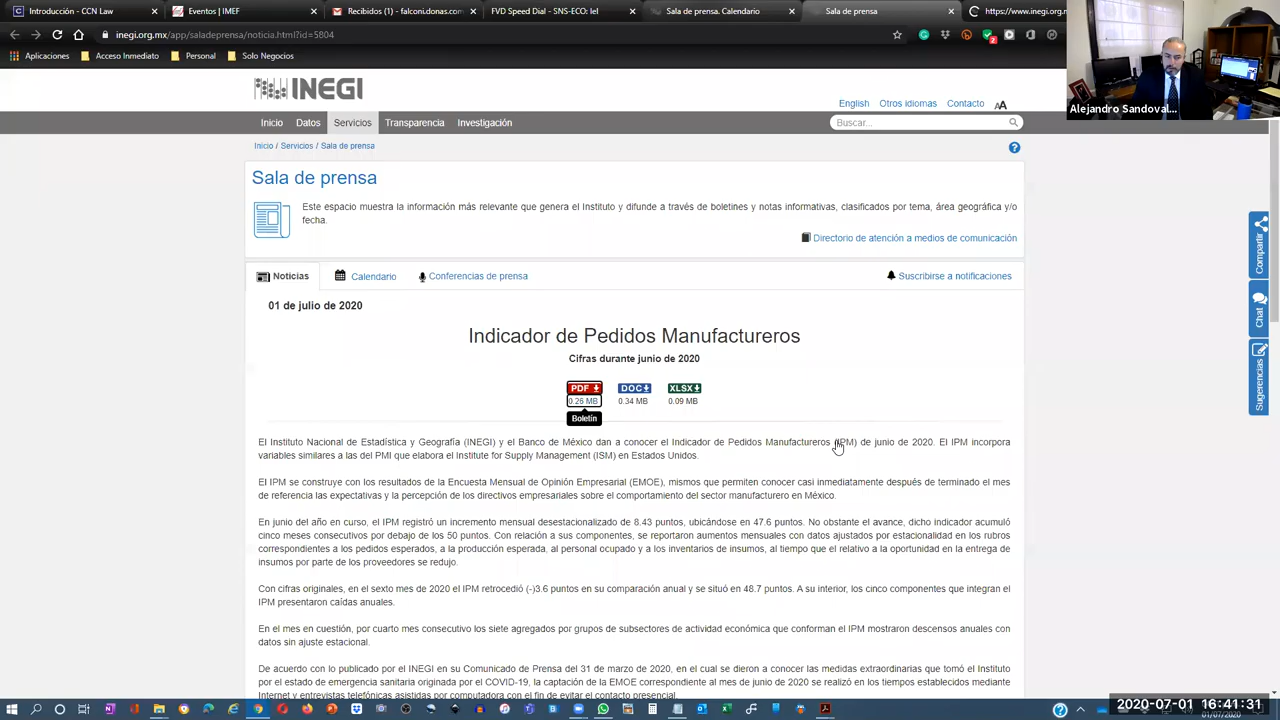 Introducción - CCN Law
Eventos | IMEF
Recibidos (1) - falconi.donas.com
FVD Speed Dial - SNS-ECO: le!
Sala de prensa. Calendario
Sala de prensa
https://www.inegi.org.m
inegi.org.mx/app/saladeprensa/noticia.html?id=5804
Aplicaciones
Acceso Inmediato
Personal
Solo Negocios
Alejandro Sandoval...
INEGI
English
Otros idiomas
Contacto
AA
Inicio
Datos
Servicios
Transparencia
Investigación
Buscar...
Inicio / Servicios / Sala de prensa
Sala de prensa
Este espacio muestra la información más relevante que genera el Instituto y difunde a través de boletines y notas informativas, clasificados por tema, área geográfica y/o
fecha.
Directorio de atención a medios de comunicación
Noticias
Calendario
Conferencias de prensa
Suscribirse a notificaciones
Compartir
Chat
Sugerencias
01 de julio de 2020
Indicador de Pedidos Manufactureros
Cifras durante junio de 2020
PDF
DOC
XLSX
0.26 MB
0.34 MB
0.09 MB
Boletín
El Instituto Nacional de Estadística y Geografía (INEGI) y el Banco de México dan a conocer el Indicador de Pedidos Manufactureros (IPM) de junio de 2020. El IPM incorpora
variables similares a las del PMI que elabora el Institute for Supply Management (ISM) en Estados Unidos.
El IPM se construye con los resultados de la Encuesta Mensual de Opinión Empresarial (EMOE), mismos que permiten conocer casi inmediatamente después de terminado el mes
de referencia las expectativas y la percepción de los directivos empresariales sobre el comportamiento del sector manufacturero en México.
En junio del año en curso, el IPM registró un incremento mensual desestacionalizado de 8.43 puntos, ubicándose en 47.6 puntos. No obstante el avance, dicho indicador acumuló
cinco meses consecutivos por debajo de los 50 puntos. Con relación a sus componentes, se reportaron aumentos mensuales con datos ajustados por estacionalidad en los rubros
correspondientes a los pedidos esperados, a la producción esperada, al personal ocupado y a los inventarios de insumos, al tiempo que el relativo a la oportunidad en la entrega de
insumos por parte de los proveedores se redujo.
Con cifras originales, en el sexto mes de 2020 el IPM retrocedió (-)3.6 puntos en su comparación anual y se situó en 48.7 puntos. A su interior, los cinco componentes que integran el
IPM presentaron caídas anuales.
En el mes en cuestión, por cuarto mes consecutivo los siete agregados por grupos de subsectores de actividad económica que conforman el IPM mostraron descensos anuales con
datos sin ajuste estacional.
De acuerdo con lo publicado por el INEGI en su Comunicado de Prensa del 31 de marzo de 2020, en el cual se dieron a conocer las medidas extraordinarias que tomó el Instituto
por el estado de emergencia sanitaria originada por el COVID-19, la captación de la EMOE correspondiente al mes de junio de 2020 se realizó en los tiempos establecidos mediante
Internet y entrevistas telefónicas asistidas por computadora con el fin de evitar el contacto presencial.
2020-07-01 16:41:31
01/07/2020